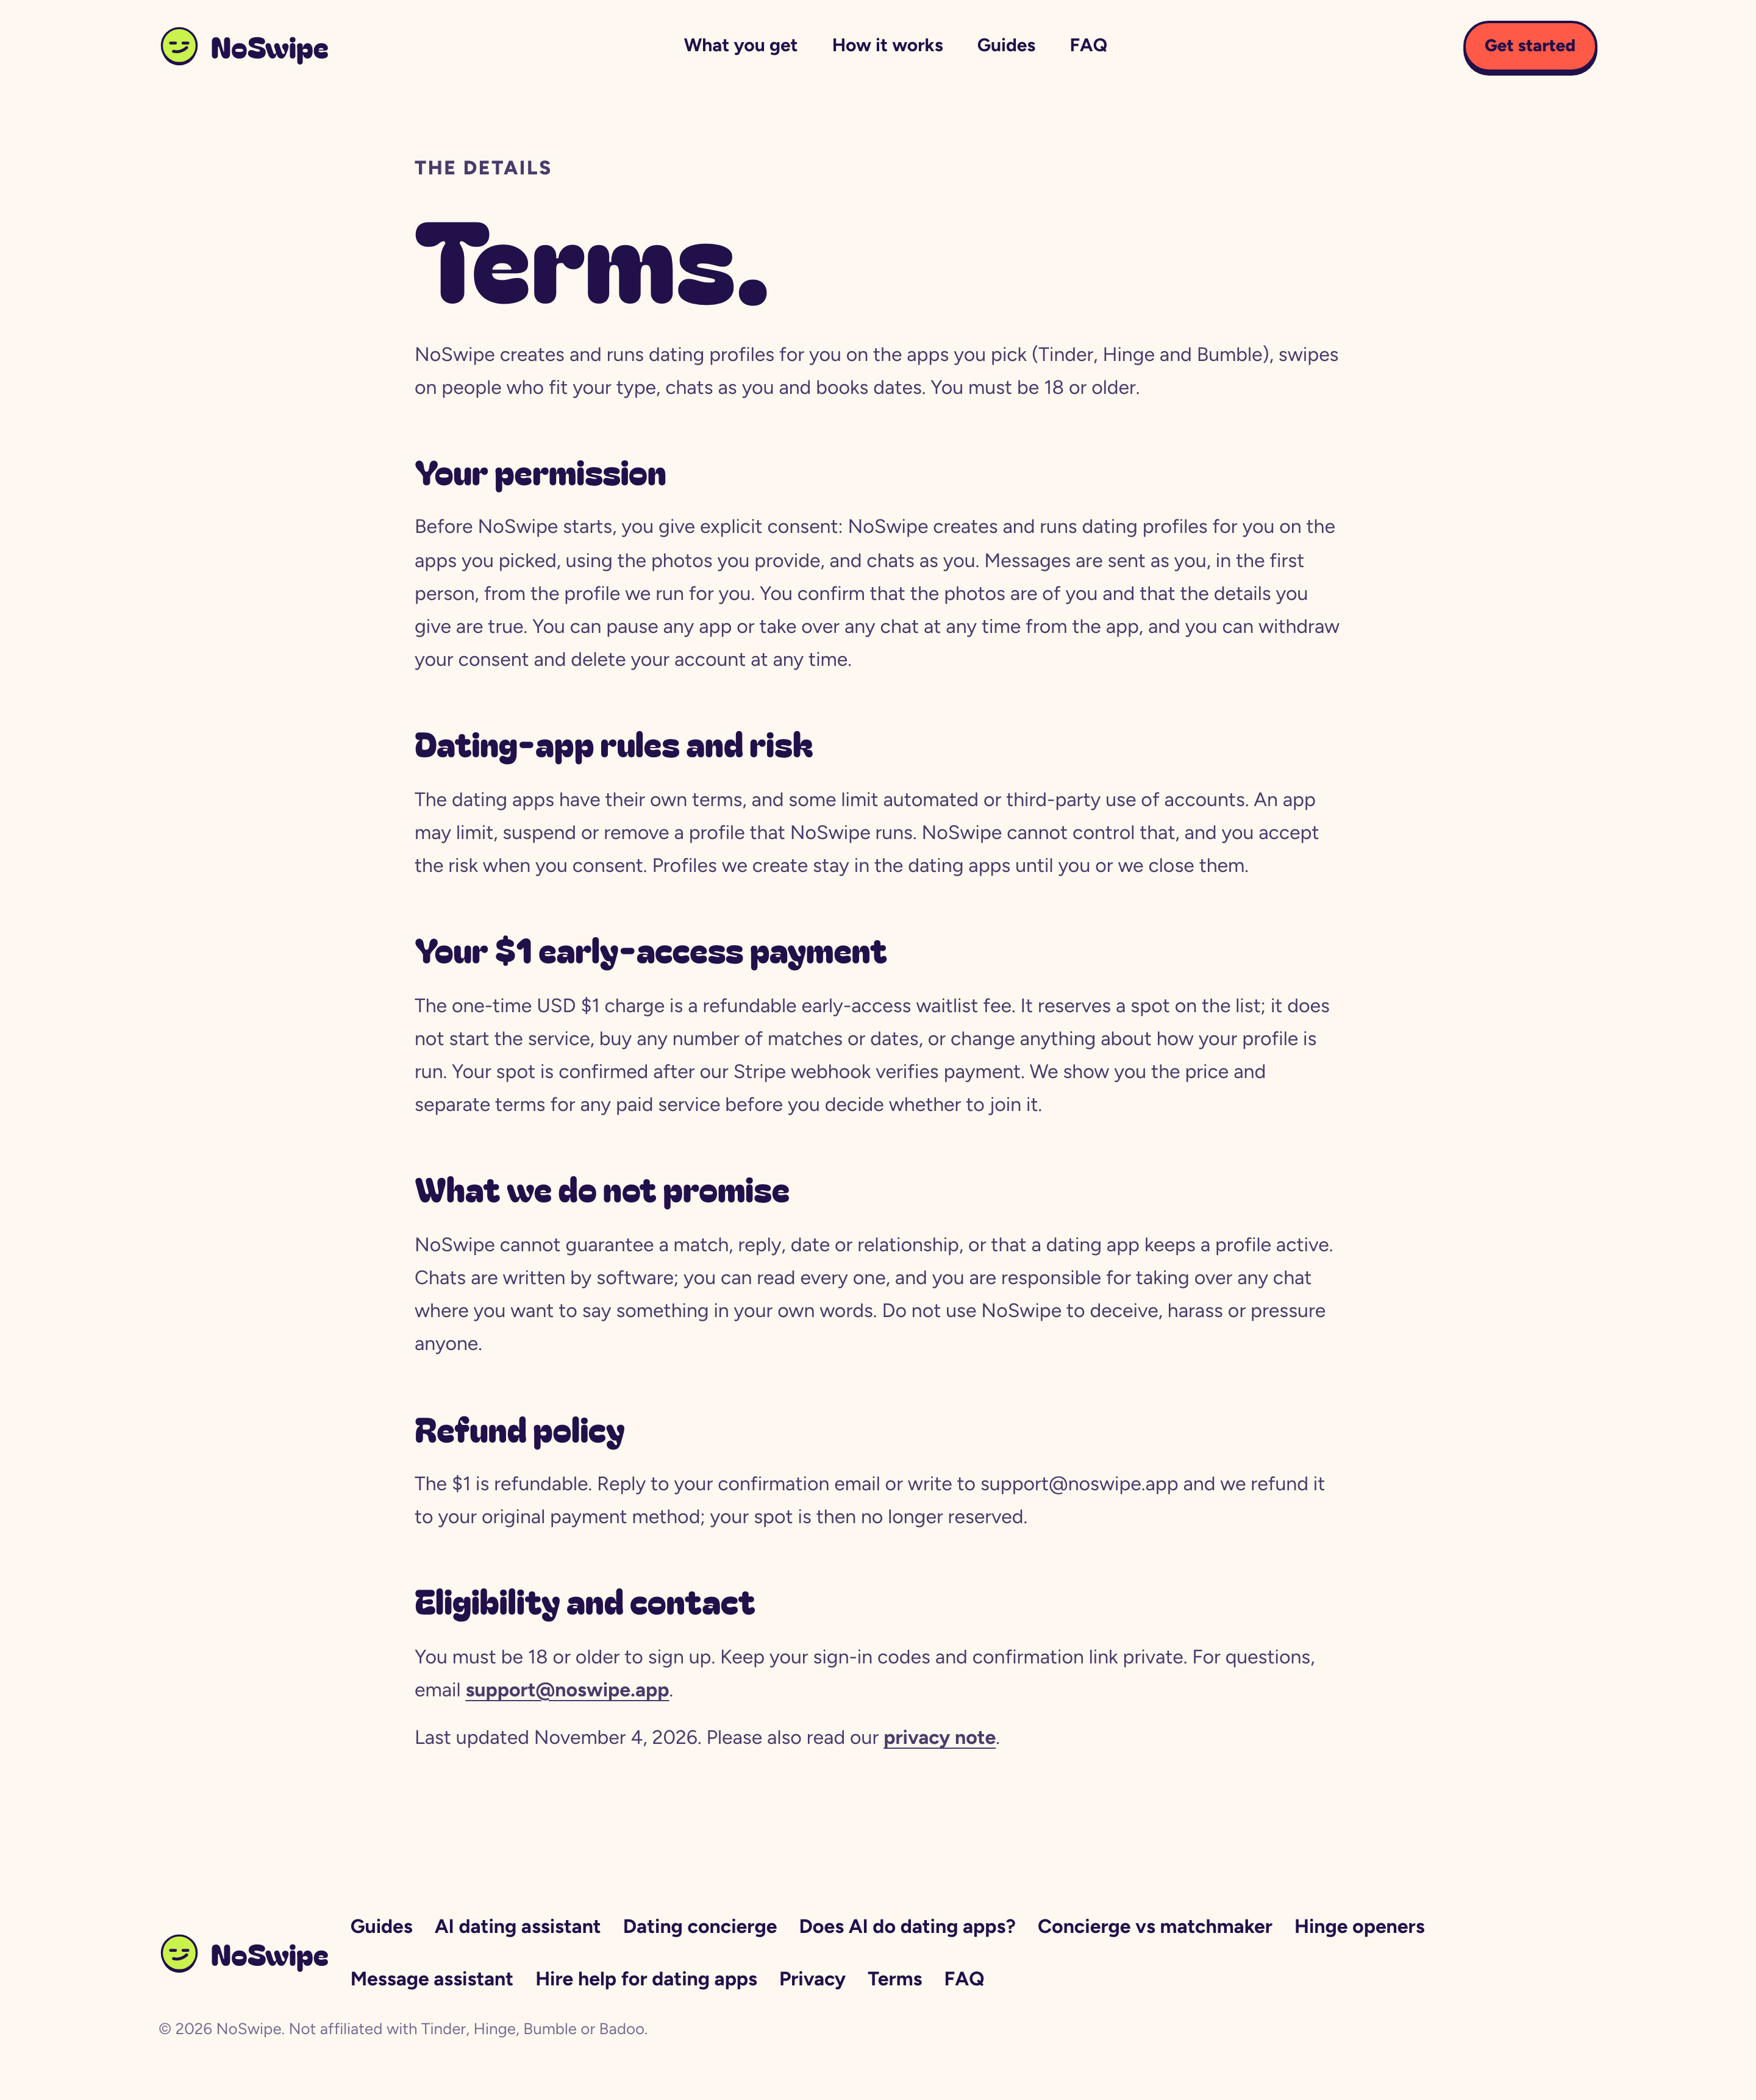 NoSwipe
What you get
How it works
Guides
FAQ
Get started
THE DETAILS
Terms.
NoSwipe creates and runs dating profiles for you on the apps you pick (Tinder, Hinge and Bumble), swipes
on people who fit your type, chats as you and books dates. You must be 18 or older.
Your permission
Before NoSwipe starts, you give explicit consent: NoSwipe creates and runs dating profiles for you on the
apps you picked, using the photos you provide, and chats as you. Messages are sent as you, in the first
person, from the profile we run for you. You confirm that the photos are of you and that the details you
give are true. You can pause any app or take over any chat at any time from the app, and you can withdraw
your consent and delete your account at any time.
Dating-app rules and risk
The dating apps have their own terms, and some limit automated or third-party use of accounts. An app
may limit, suspend or remove a profile that NoSwipe runs. NoSwipe cannot control that, and you accept
the risk when you consent. Profiles we create stay in the dating apps until you or we close them.
Your $1 early-access payment
The one-time USD $1 charge is a refundable early-access waitlist fee. It reserves a spot on the list; it does
not start the service, buy any number of matches or dates, or change anything about how your profile is
run. Your spot is confirmed after our Stripe webhook verifies payment. We show you the price and
separate terms for any paid service before you decide whether to join it.
What we do not promise
NoSwipe cannot guarantee a match, reply, date or relationship, or that a dating app keeps a profile active.
Chats are written by software; you can read every one, and you are responsible for taking over any chat
where you want to say something in your own words. Do not use NoSwipe to deceive, harass or pressure
anyone.
Refund policy
The $1 is refundable. Reply to your confirmation email or write to support@noswipe.app and we refund it
to your original payment method; your spot is then no longer reserved.
Eligibility and contact
You must be 18 or older to sign up. Keep your sign-in codes and confirmation link private. For questions,
email support@noswipe.app.
Last updated November 4, 2026. Please also read our privacy note.
NoSwipe
Guides
AI dating assistant
Dating concierge
Does AI do dating apps?
Concierge vs matchmaker
Hinge openers
Message assistant
Hire help for dating apps
Privacy
Terms
FAQ
© 2026 NoSwipe. Not affiliated with Tinder, Hinge, Bumble or Badoo.